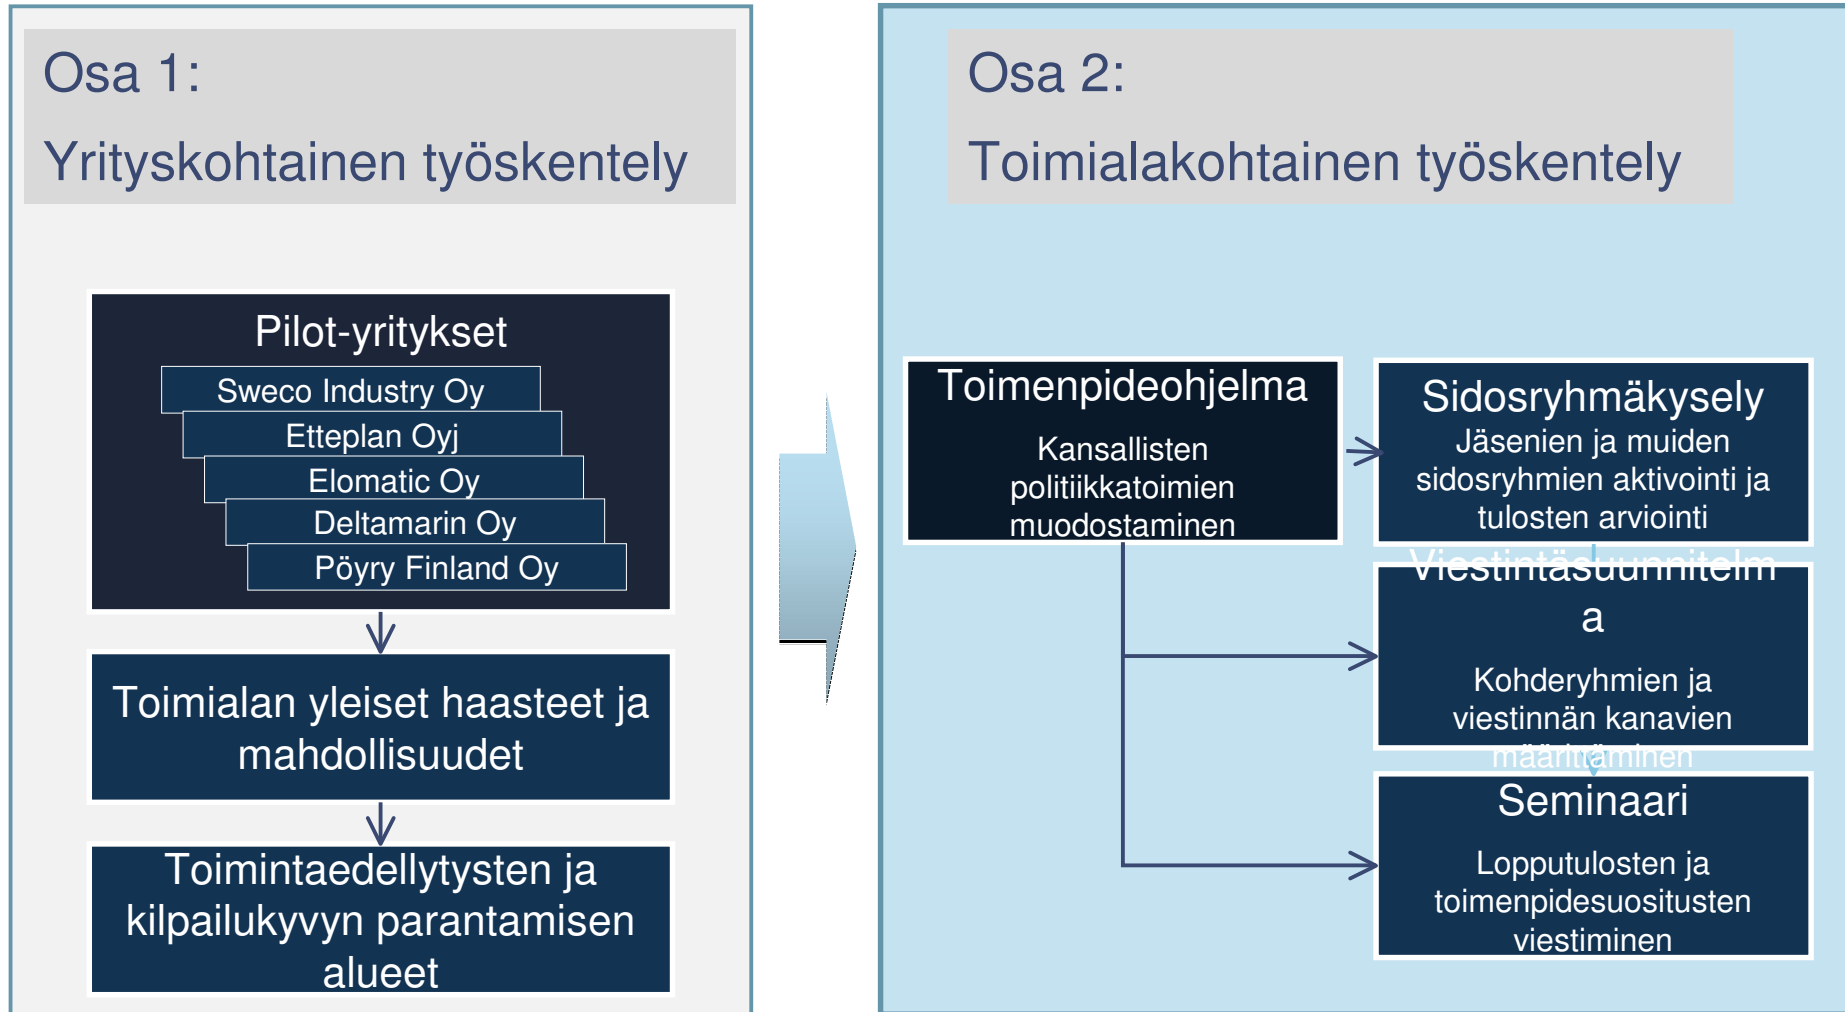 Osa 1:
Yrityskohtainen työskentely
Pilot-yritykset
Sweco Industry Oy
Etteplan Oyj
Elomatic Oy
Deltamarin Oy
Pöyry Finland Oy
Toimialan yleiset haasteet ja
mahdollisuudet
Toimintaedellytysten ja
kilpailukyvyn parantamisen
alueet
Osa 2:
Toimialakohtainen työskentely
Toimenpideohjelma
Kansallisten
politiikkatoimien
muodostaminen
Sidosryhmäkysely
Jäsenien ja muiden
sidosryhmien aktivointi ja
tulosten arviointi
Viestintäsuunnitelm
a
Kohderyhmien ja
viestinnän kanavien
määrittäminen
Seminaari
Lopputulosten ja
toimenpidesuositusten
viestiminen